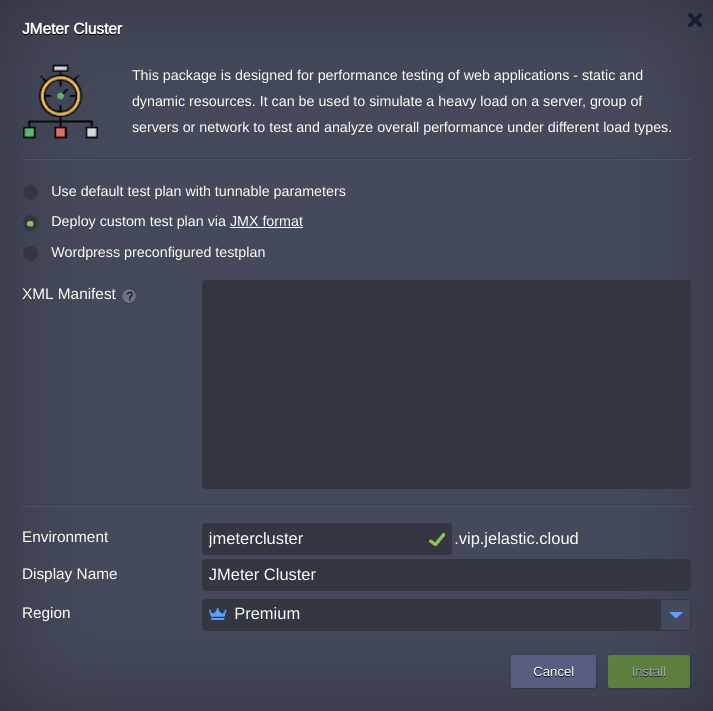 JMeter Cluster
This package is designed for performance testing of web applications - static and
dynamic resources. It can be used to simulate a heavy load on a server, group of
servers or network to test and analyze overall performance under different load types.
Use default test plan with tunnable parameters
Deploy custom test plan via JMX format
Wordpress preconfigured testplan
XML Manifest ?
Environment jmetercluster .vip.jelastic.cloud
Display Name JMeter Cluster
Region Premium
Cancel Install